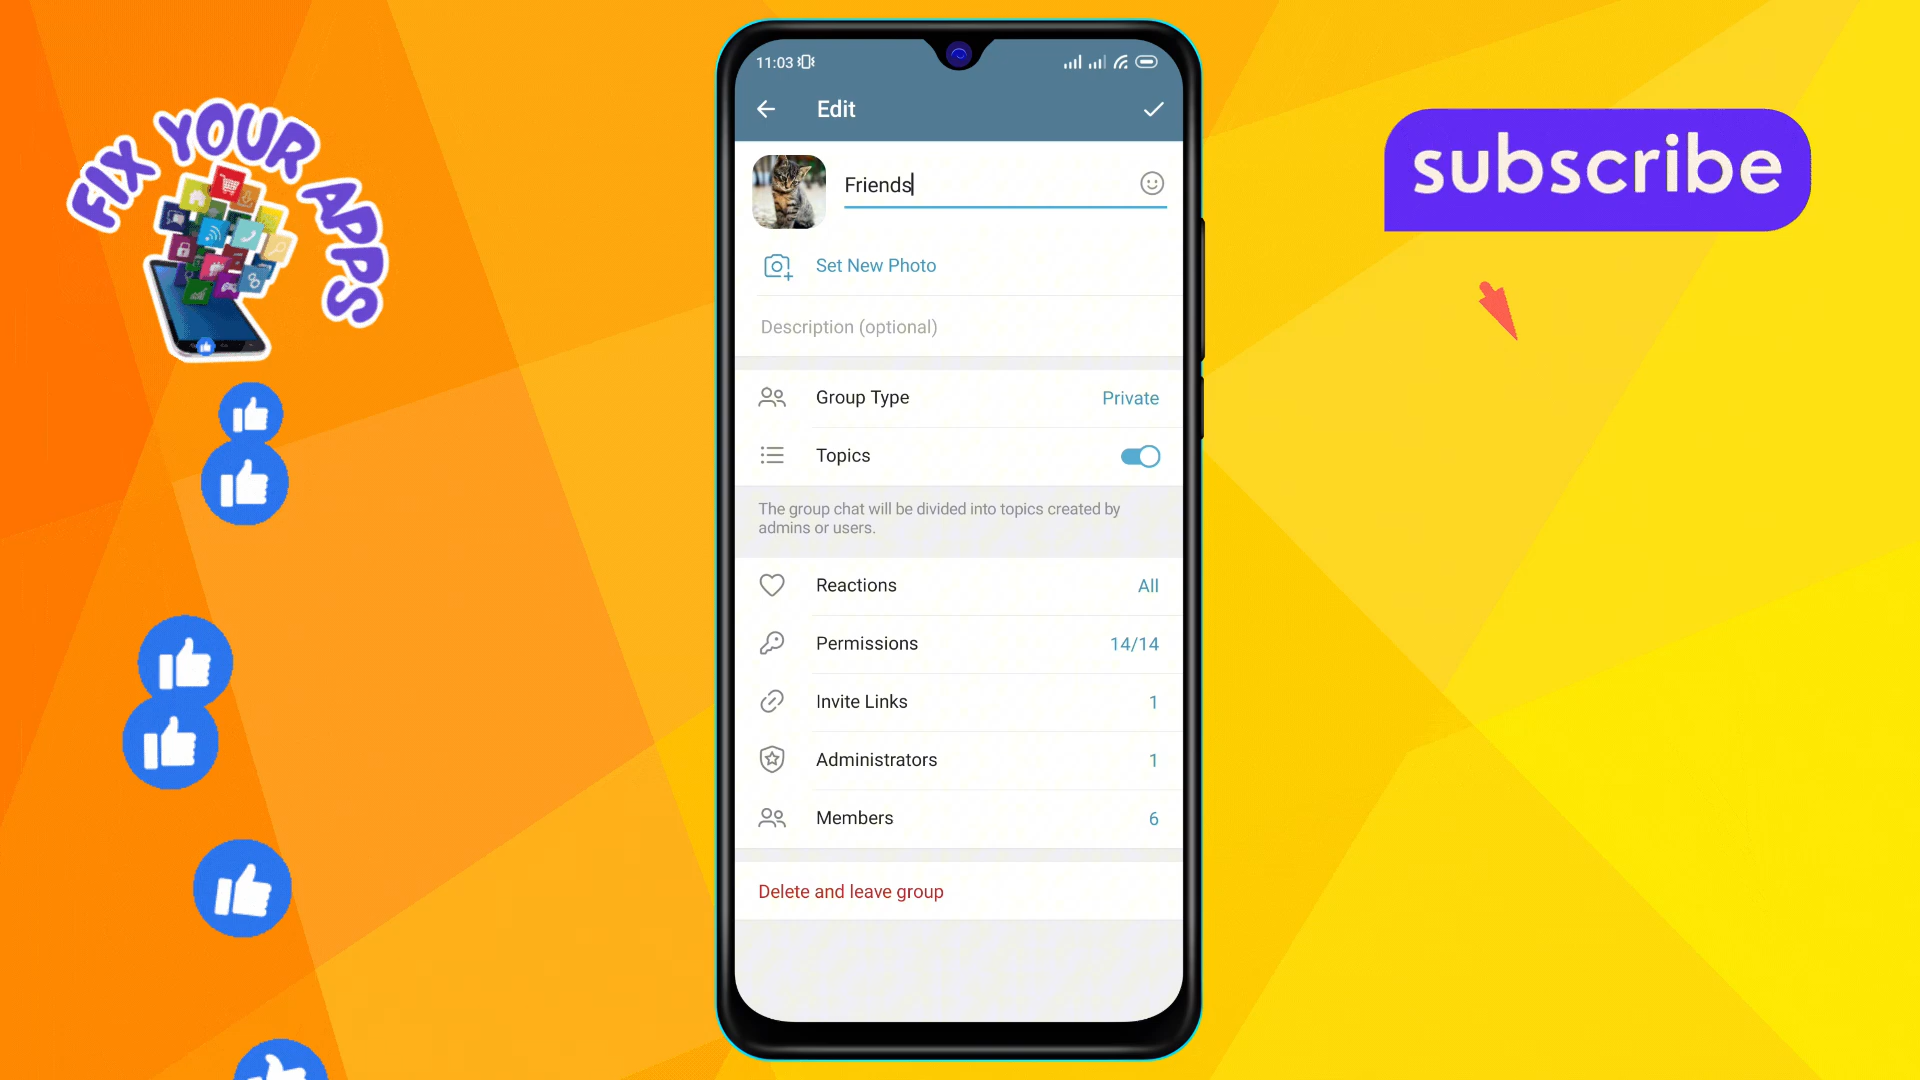 FIX YOUR APPS
subscribe
11:03
Edit
Friends
Set New Photo
Description (optional)
Group Type Private
Topics
The group chat will be divided into topics created by
admins or users.
Reactions All
Permissions 14/14
Invite Links 1
Administrators 1
Members 6
Delete and leave group